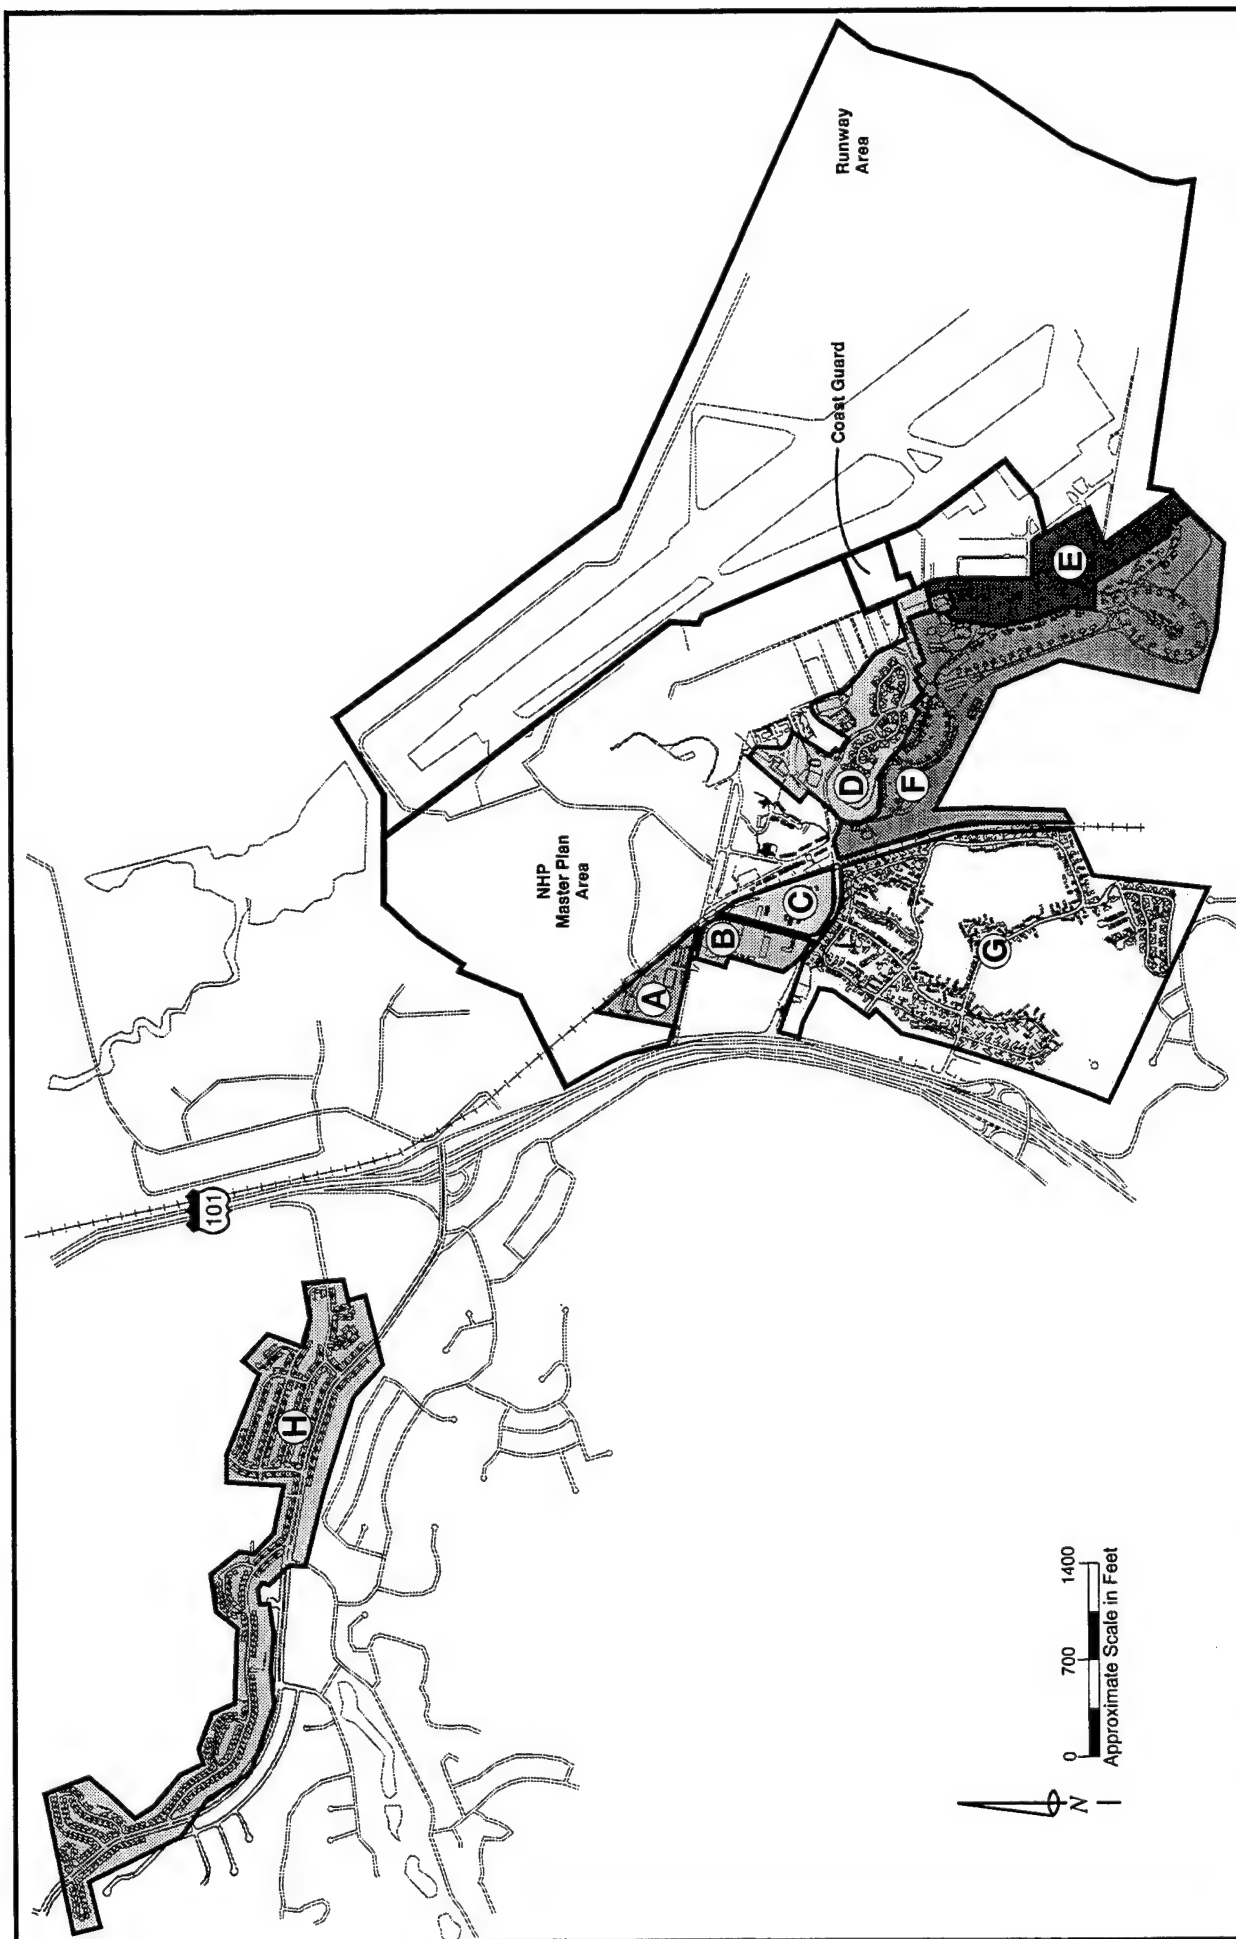 Runway
Area
Coast Guard
NHP
Master Plan
Area
A
B
C
D
E
F
G
H
101
0
700
1400
Approximate Scale in Feet
N